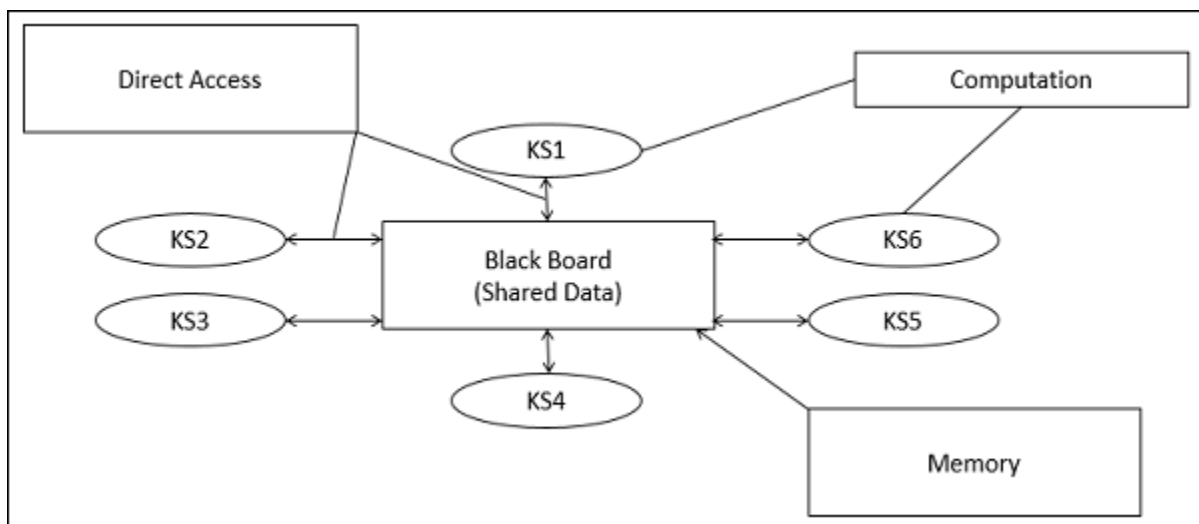 Direct Access
Computation
KS1
KS2
Black Board
(Shared Data)
KS6
KS3
KS5
KS4
Memory